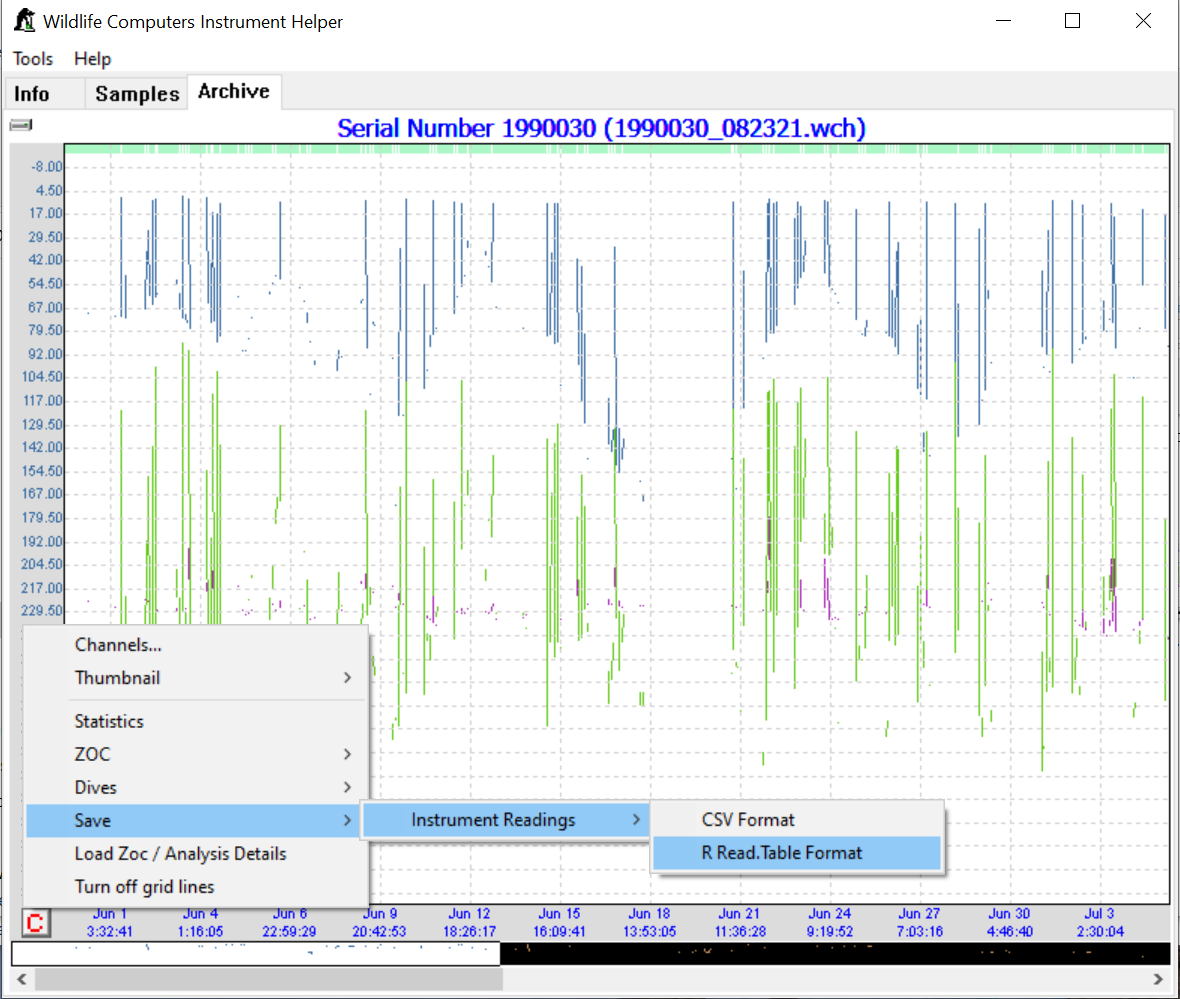 Wildlife Computers Instrument Helper
Tools Help
Info Samples Archive
Serial Number 1990030 (1990030_082321.wch)
-8.00
4.50
17.00
29.50
42.00
54.50
67.00
79.50
92.00
104.50
117.00
129.50
142.00
154.50
167.00
179.50
192.00
204.50
217.00
229.50
Channels...
Thumbnail
Statistics
ZOC
Dives
Save Instrument Readings CSV Format
R Read.Table Format
Load Zoc / Analysis Details
Turn off grid lines
C
Jun 1 Jun 4 Jun 6 Jun 9 Jun 12 Jun 15 Jun 18 Jun 21 Jun 24 Jun 27 Jun 30 Jul 3
3:32:41 1:16:05 22:59:29 20:42:53 18:26:17 16:09:41 13:53:05 11:36:28 9:19:52 7:03:16 4:46:40 2:30:04